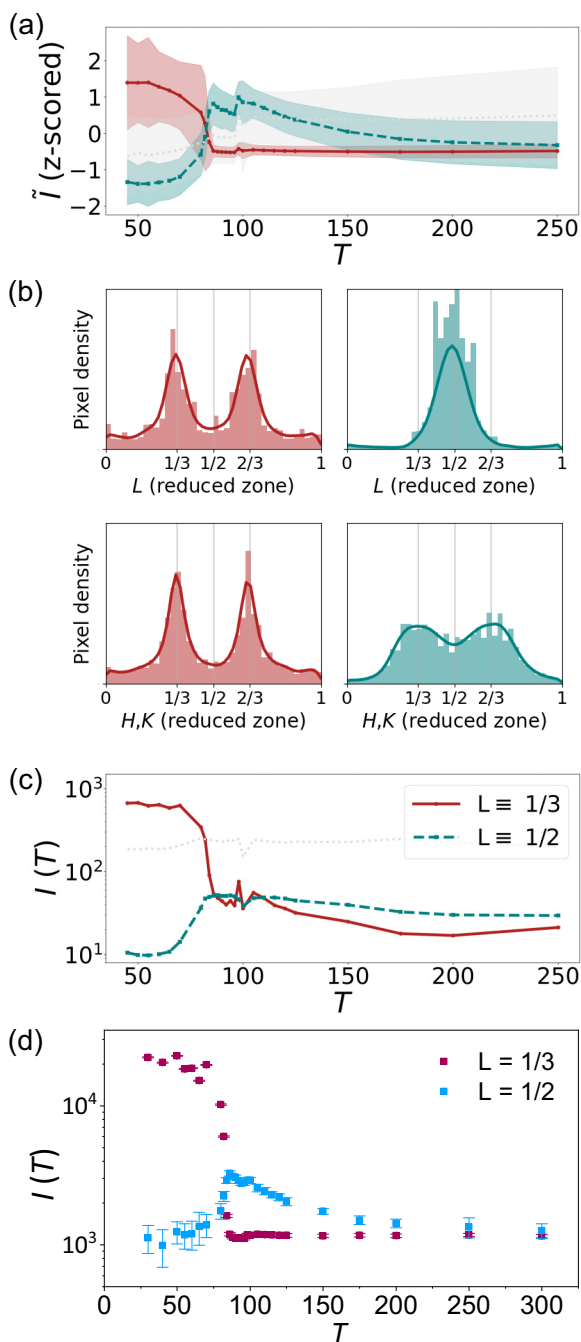 (a)
2
1
0
−1
−2
Ĩ (z-scored)
50 100 150 200 250
T
(b)
Pixel density
0 1/3 1/2 2/3 1
L (reduced zone)
0 1/3 1/2 2/3 1
L (reduced zone)
Pixel density
0 1/3 1/2 2/3 1
H,K (reduced zone)
0 1/3 1/2 2/3 1
H,K (reduced zone)
(c)
10³
10²
10¹
I (T)
L ≡ 1/3
L ≡ 1/2
50 100 150 200 250
T
(d)
10⁴
10³
I (T)
L = 1/3
L = 1/2
0 50 100 150 200 250 300
T